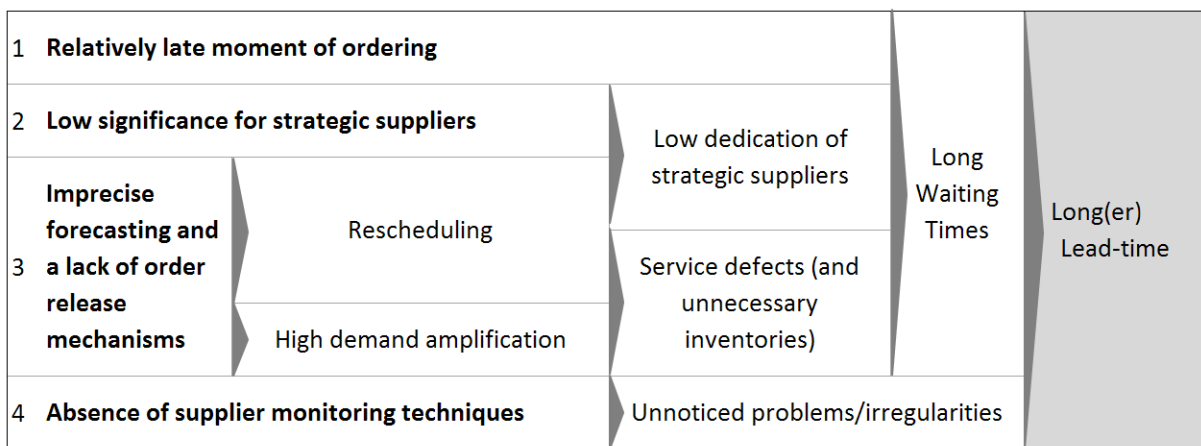 1 Relatively late moment of ordering
2 Low significance for strategic suppliers
3 Imprecise
forecasting and
a lack of order
release
mechanisms
Rescheduling
High demand amplification
Low dedication of
strategic suppliers
Service defects (and
unnecessary
inventories)
Long
Waiting
Times
Long(er)
Lead-time
4 Absence of supplier monitoring techniques
Unnoticed problems/irregularities